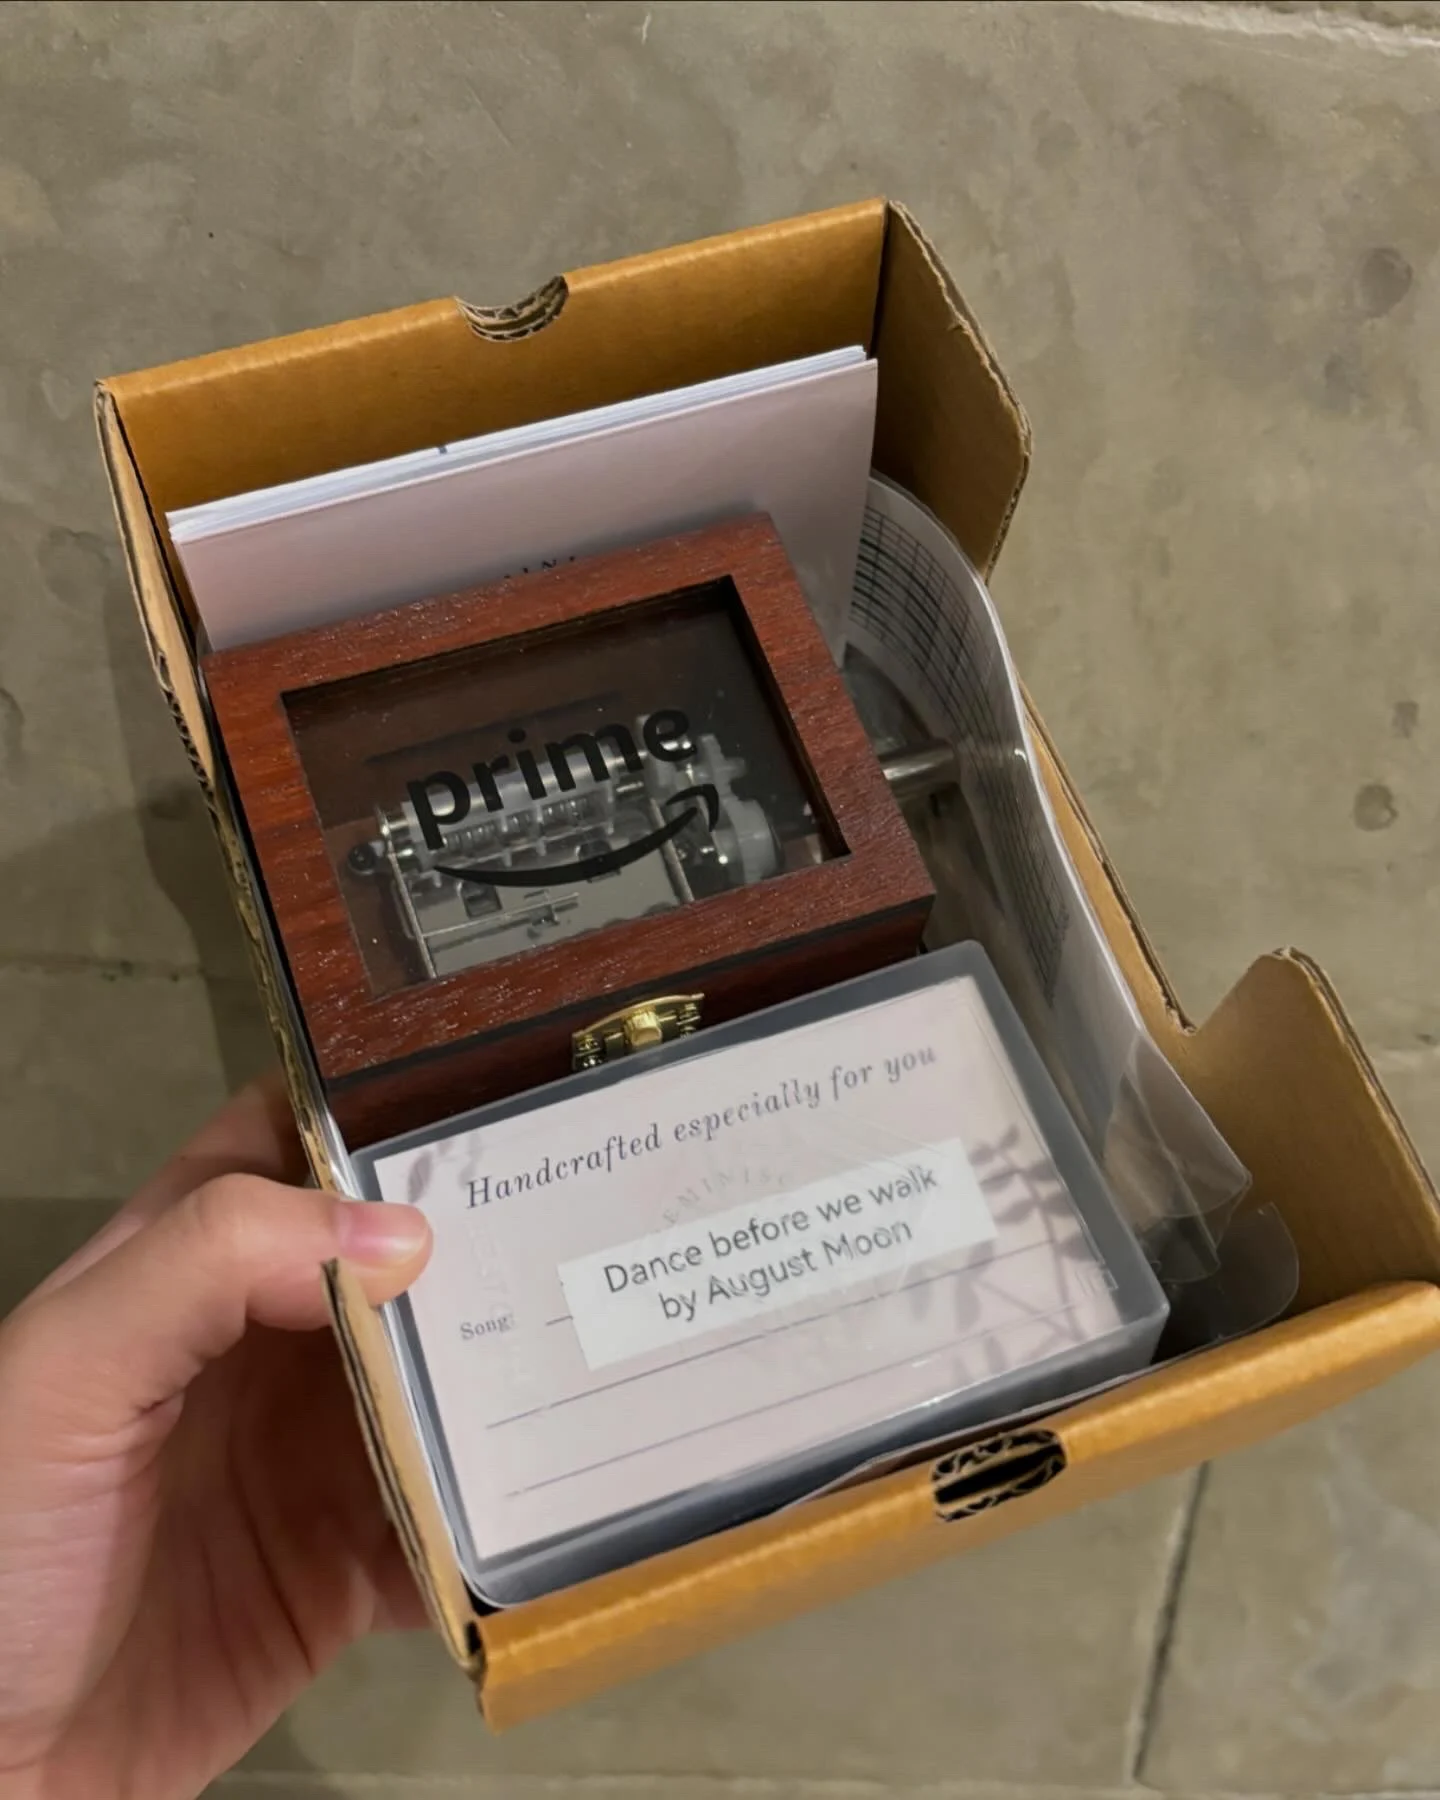 prime
Handcrafted especially for you
Dance before we walk
by August Moon
Song: